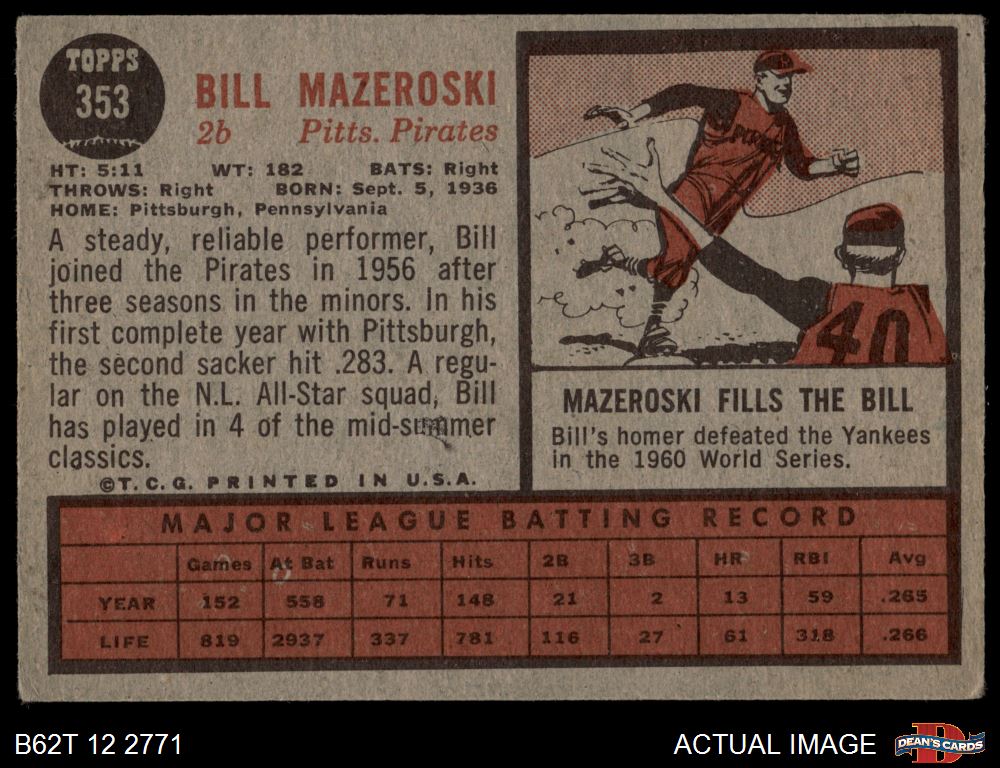 TOPPS
353
BILL MAZEROSKI
2b Pitts. Pirates
HT: 5:11 WT: 182 BATS: Right
THROWS: Right BORN: Sept. 5, 1936
HOME: Pittsburgh, Pennsylvania
A steady, reliable performer, Bill
joined the Pirates in 1956 after
three seasons in the minors. In his
first complete year with Pittsburgh,
the second sacker hit .283. A regu-
lar on the N.L. All-Star squad, Bill
has played in 4 of the mid-summer
classics.
©T.C.G. PRINTED IN U.S.A.
40
MAZEROSKI FILLS THE BILL
Bill's homer defeated the Yankees
in the 1960 World Series.
MAJOR LEAGUE BATTING RECORD
Games At Bat Runs Hits 2B 3B HR RBI Avg
YEAR 152 558 71 148 21 2 13 59 .265
LIFE 819 2937 337 781 116 27 61 318 .266
B62T 12 2771
ACTUAL IMAGE
D
DEAN'S CARDS